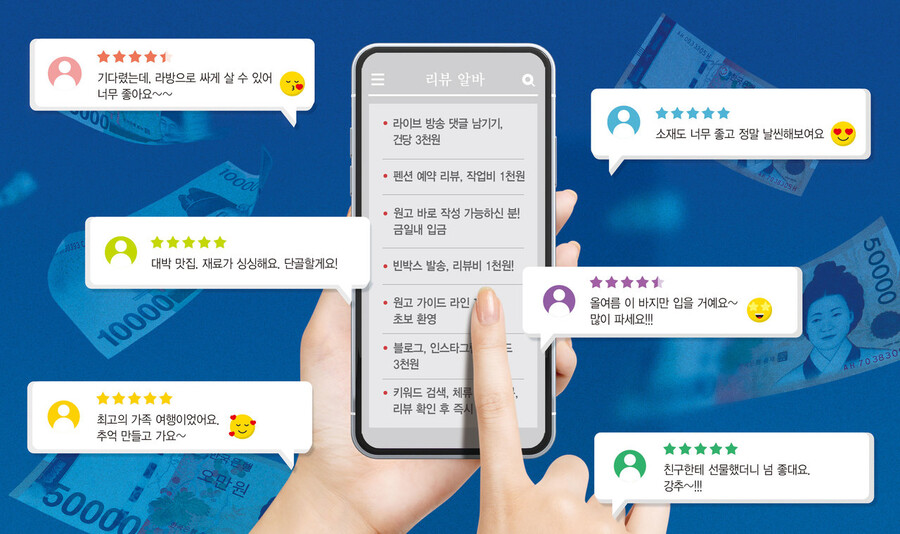 리뷰 알바
라이브 방송 댓글 남기기,
건당 3천원
펜션 예약 리뷰, 작업비 1천원
원고 바로 작성 가능하신 분!
금일내 입금
빈박스 발송, 리뷰비 1천원!
원고 가이드 라인
초보 환영
블로그,
3천원
키워드 검색,
리뷰 확인 후 즉시
기다렸는데, 라방으로 싸게 살 수 있어
너무 좋아요~~
소재도 너무 좋고 정말 날씬해보여요
대박 맛집. 재료가 싱싱해요. 단골할게요!
올여름 이 바지만 입을 거예요~
많이 파세요!!!
최고의 가족 여행이었어요.
추억 만들고 가요~
친구한테 선물했더니 넘 좋대요.
강추~!!!
10000
50000
오만원
50000